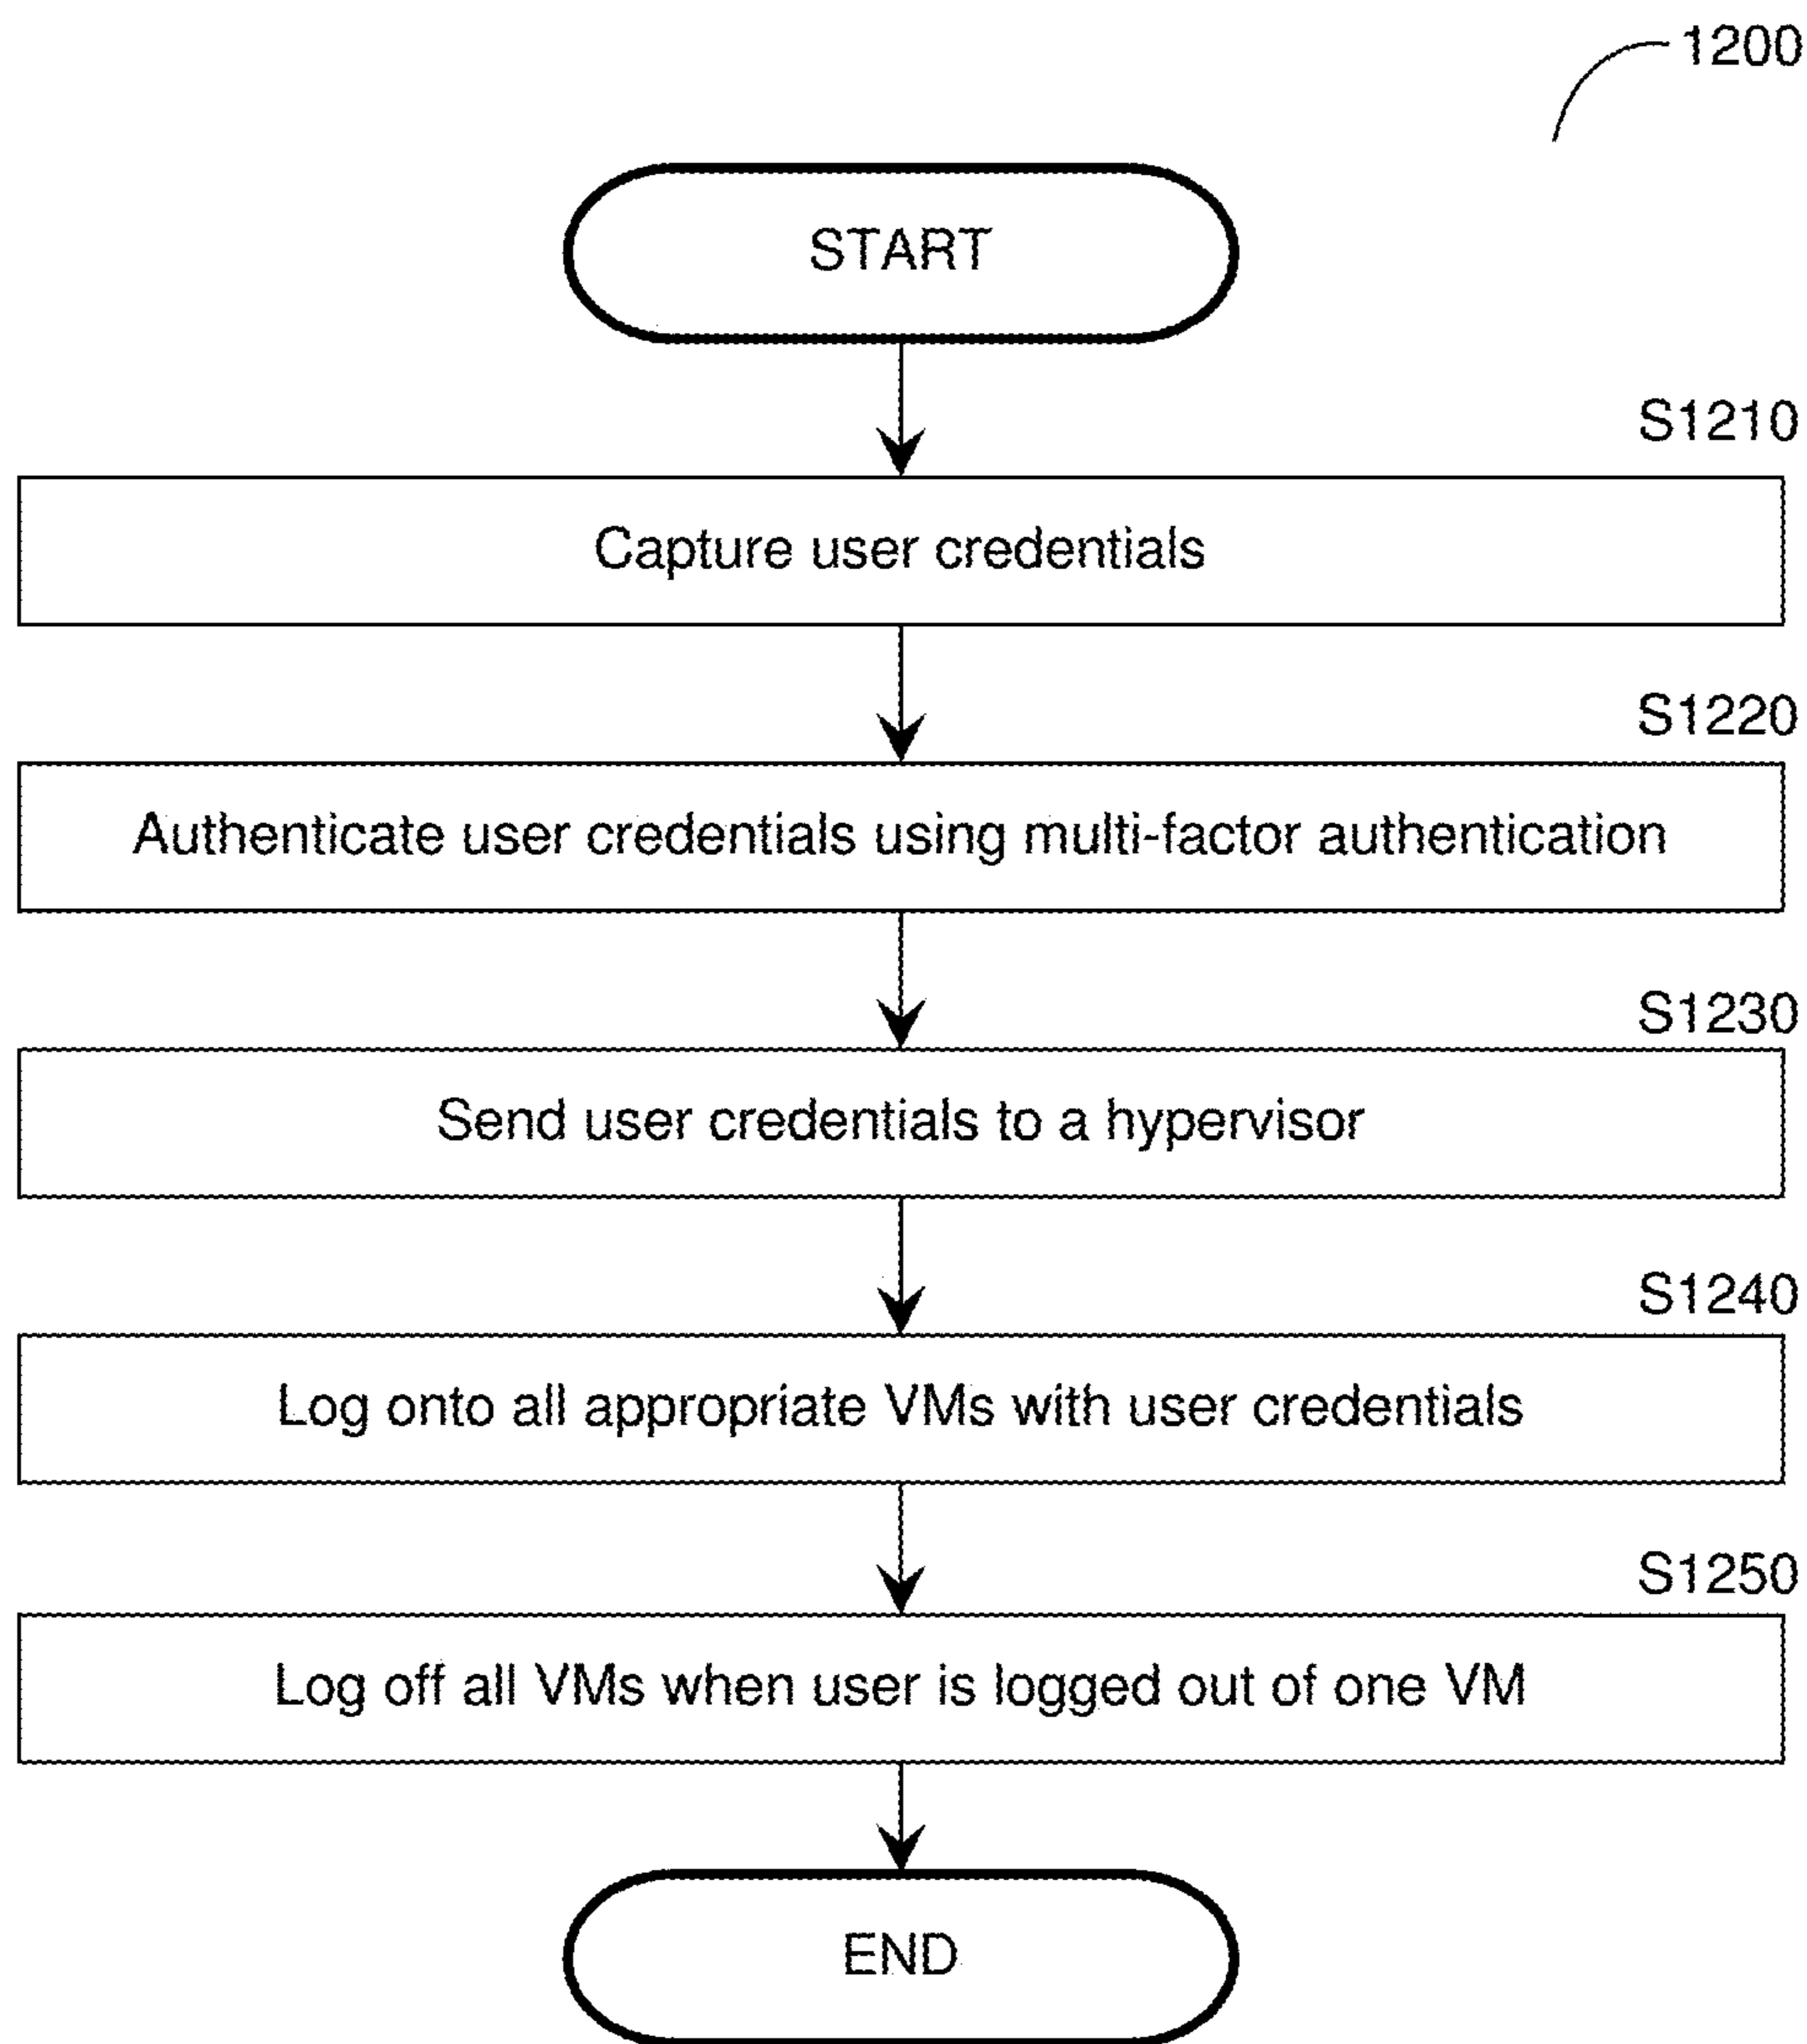 1200
START
S1210
Capture user credentials
S1220
Authenticate user credentials using multi-factor authentication
S1230
Send user credentials to a hypervisor
S1240
Log onto all appropriate VMs with user credentials
S1250
Log off all VMs when user is logged out of one VM
END